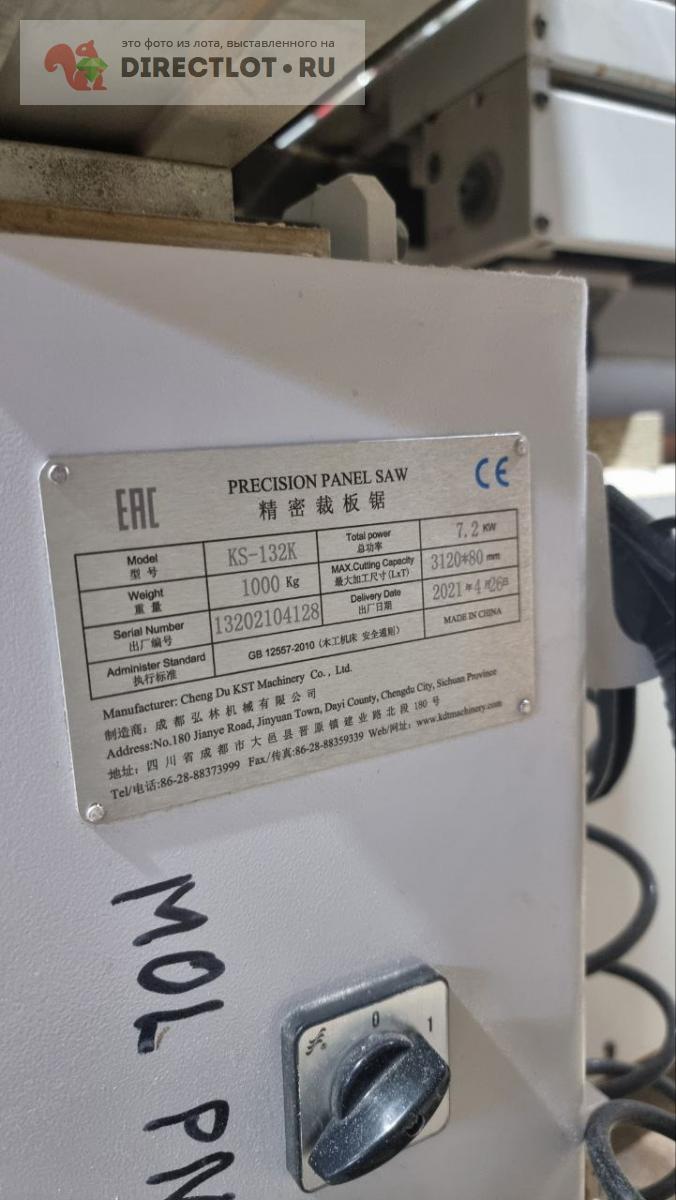 это фото из лота, выставленного на
DIRECTLOT•RU
EAC PRECISION PANEL SAW CE
精密裁板锯
Model 型号 KS-132K Total power 总功率 7.2 KW
Weight 重量 1000 Kg MAX.Cutting Capacity 最大加工尺寸(LxT) 3120*80 mm
Serial Number 出厂编号 13202104128 Delivery Date 出厂日期 2021年4月26日
Administer Standard 执行标准 GB 12557-2010 (木工机床 安全通则) MADE IN CHINA
Manufacturer: Cheng Du KST Machinery Co., Ltd.
制造商: 成都弘林机械有限公司
Address:No.180 Jianye Road, Jinyuan Town, Dayi County, Chengdu City, Sichuan Province
地址: 四川省成都市大邑县晋原镇建业路北段180号
Tel/电话:86-28-88373999 Fax/传真:86-28-88359339 Web/网址: www.kdtmachinery.com
MOL PN
0 1